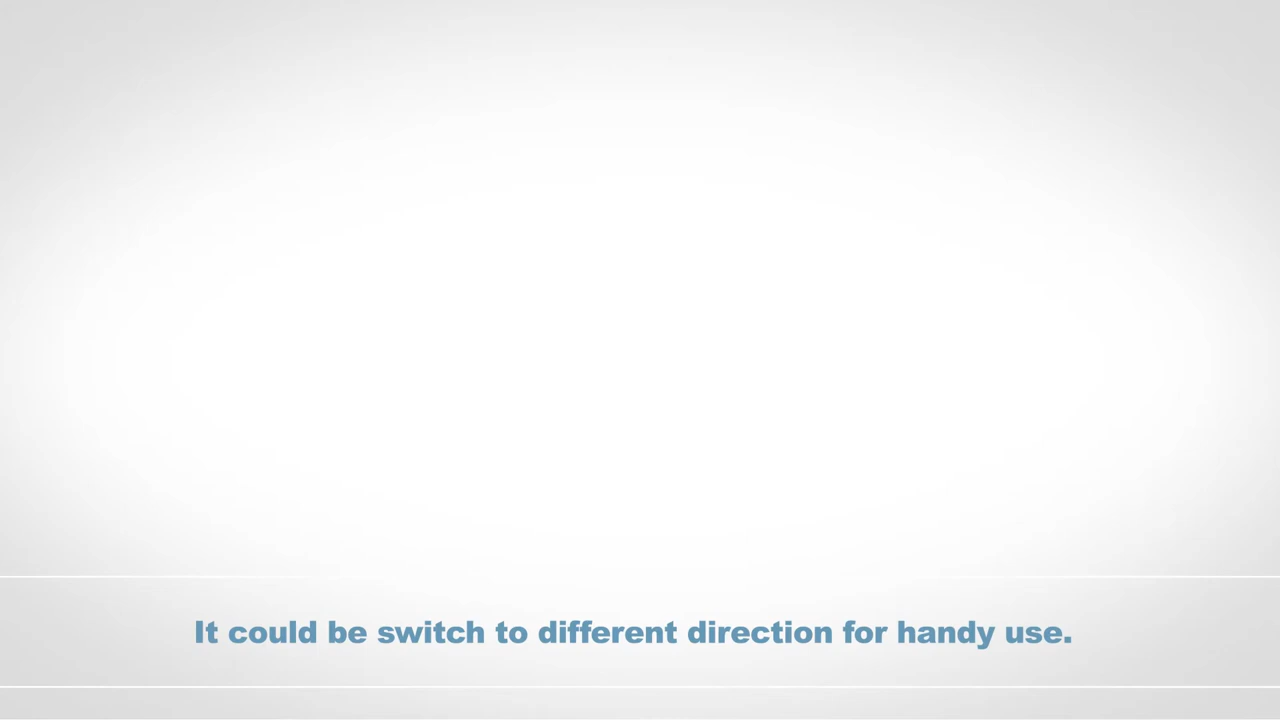 It could be switch to different direction for handy use.